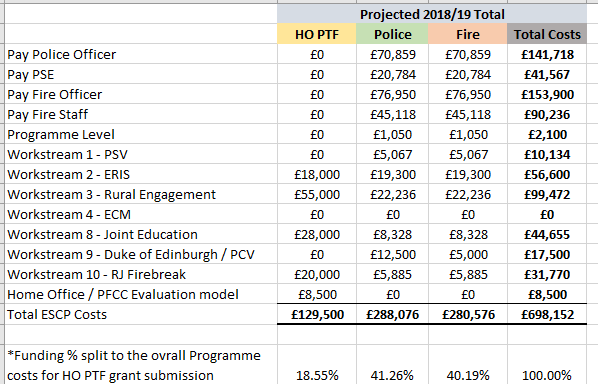 Projected 2018/19 Total
HO PTF Police Fire Total Costs
Pay Police Officer £0 £70,859 £70,859 £141,718
Pay PSE £0 £20,784 £20,784 £41,567
Pay Fire Officer £0 £76,950 £76,950 £153,900
Pay Fire Staff £0 £45,118 £45,118 £90,236
Programme Level £0 £1,050 £1,050 £2,100
Workstream 1 - PSV £0 £5,067 £5,067 £10,134
Workstream 2 - ERIS £18,000 £19,300 £19,300 £56,600
Workstream 3 - Rural Engagement £55,000 £22,236 £22,236 £99,472
Workstream 4 - ECM £0 £0 £0 £0
Workstream 8 - Joint Education £28,000 £8,328 £8,328 £44,655
Workstream 9 - Duke of Edinburgh / PCV £0 £12,500 £5,000 £17,500
Workstream 10 - RJ Firebreak £20,000 £5,885 £5,885 £31,770
Home Office / PFCC Evaluation model £8,500 £0 £0 £8,500
Total ESCP Costs £129,500 £288,076 £280,576 £698,152
*Funding % split to the ovrall Programme
costs for HO PTF grant submission 18.55% 41.26% 40.19% 100.00%